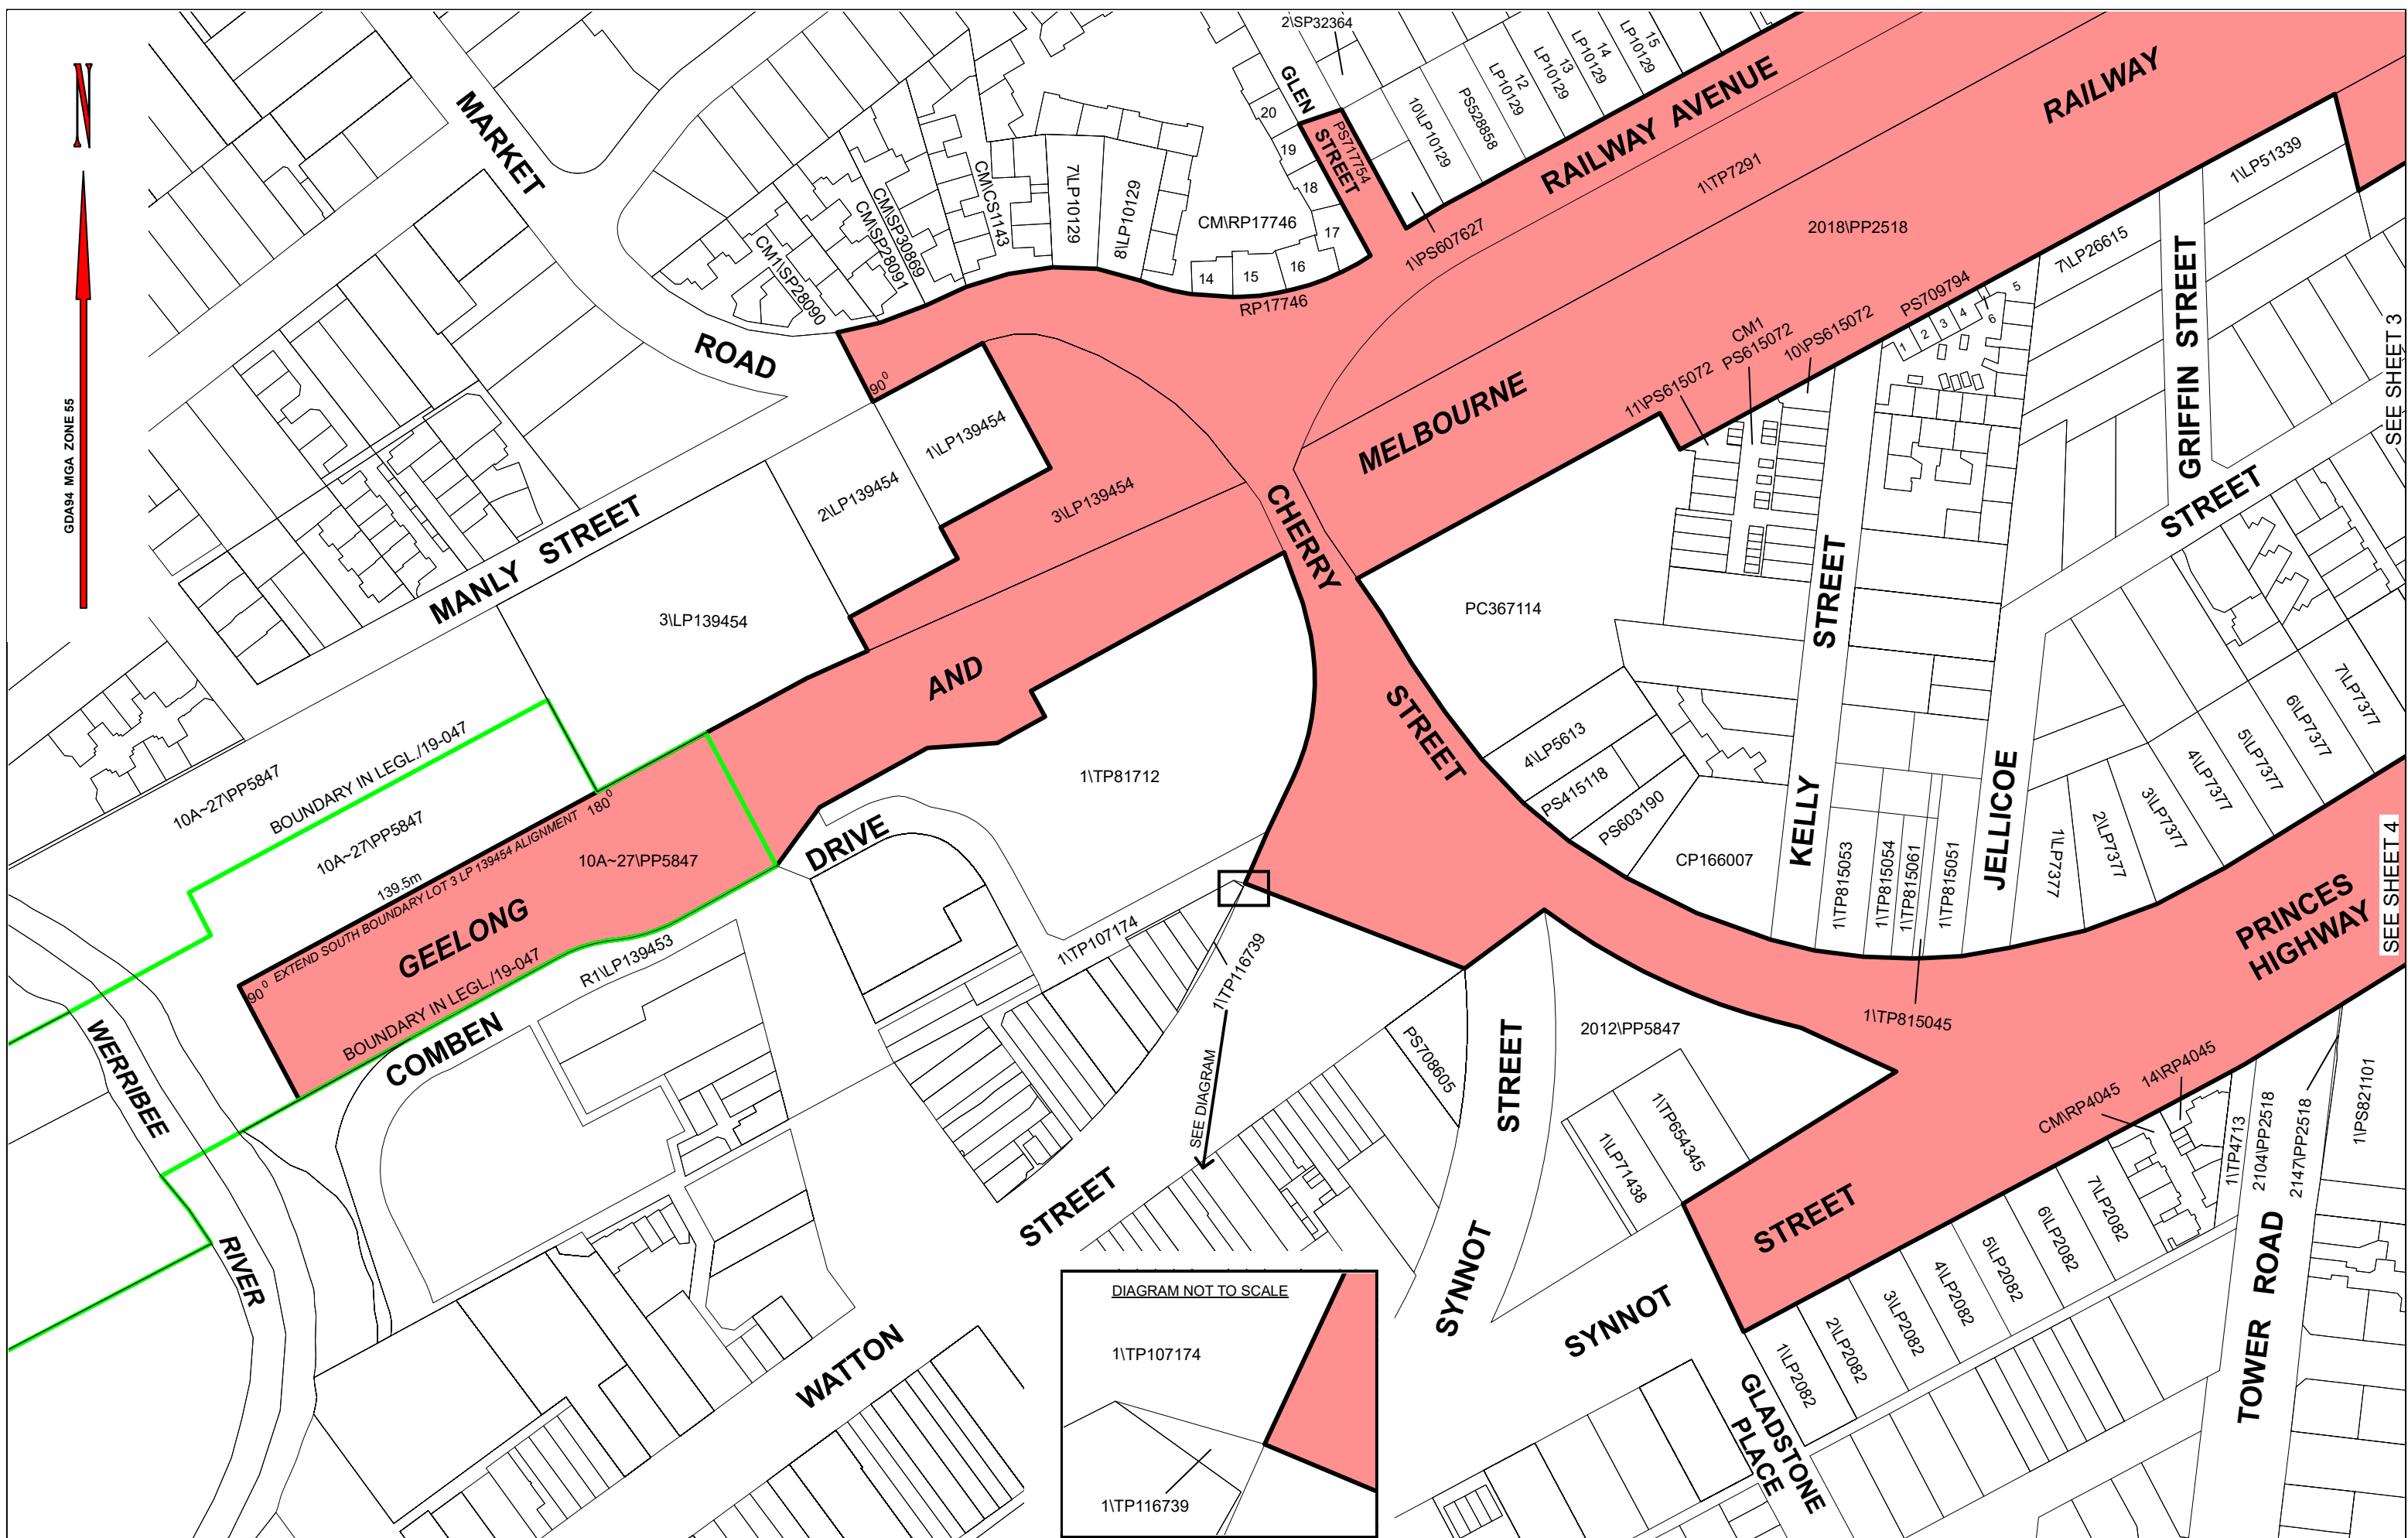 N
GDA94 MGA ZONE 55
MARKET
ROAD
MANLY STREET
GLEN
STREET
RAILWAY AVENUE
RAILWAY
MELBOURNE
AND
GEELONG
CHERRY
STREET
KELLY
STREET
JELLICOE
STREET
GRIFFIN STREET
PRINCES
HIGHWAY
SEE SHEET 3
SEE SHEET 4
DRIVE
COMBEN
WERRIBEE
RIVER
WATTON
STREET
SYNNOT
STREET
SYNNOT
STREET
GLADSTONE
PLACE
TOWER ROAD
2\SP32364
20
19
18
17
16
15
14
CM\RP17746
RP17746
PS717754
10\LP10129
PS528858
12
LP10129
13
LP10129
14
LP10129
15
LP10129
1\PS607627
1\TP7291
2018\PP2518
7\LP10129
8\LP10129
CM\CS1143
CM\SP30869
CM\SP28091
CM1\SP28090
90⁰
1\LP139454
2\LP139454
3\LP139454
3\LP139454
1\LP51339
7\LP26615
PS709794
1
2
3
4
5
6
10\PS615072
CM1
PS615072
11\PS615072
PC367114
4\LP5613
PS415118
PS603190
CP166007
1\TP815053
1\TP815054
1\TP815061
1\TP815051
1\TP815045
1\LP7377
2\LP7377
3\LP7377
4\LP7377
5\LP7377
6\LP7377
7\LP7377
10A~27\PP5847
BOUNDARY IN LEGL./19-047
10A~27\PP5847
139.5m
EXTEND SOUTH BOUNDARY LOT 3 LP 139454 ALIGNMENT
180⁰
90⁰
10A~27\PP5847
BOUNDARY IN LEGL./19-047
R1\LP139453
1\TP81712
1\TP107174
1\TP116739
SEE DIAGRAM
PS708605
2012\PP5847
1\TP654345
1\LP71438
CM\RP4045
14\RP4045
1\TP4713
2104\PP2518
2147\PP2518
1\PS821101
1\LP2082
2\LP2082
3\LP2082
4\LP2082
5\LP2082
6\LP2082
7\LP2082
DIAGRAM NOT TO SCALE
1\TP107174
1\TP116739